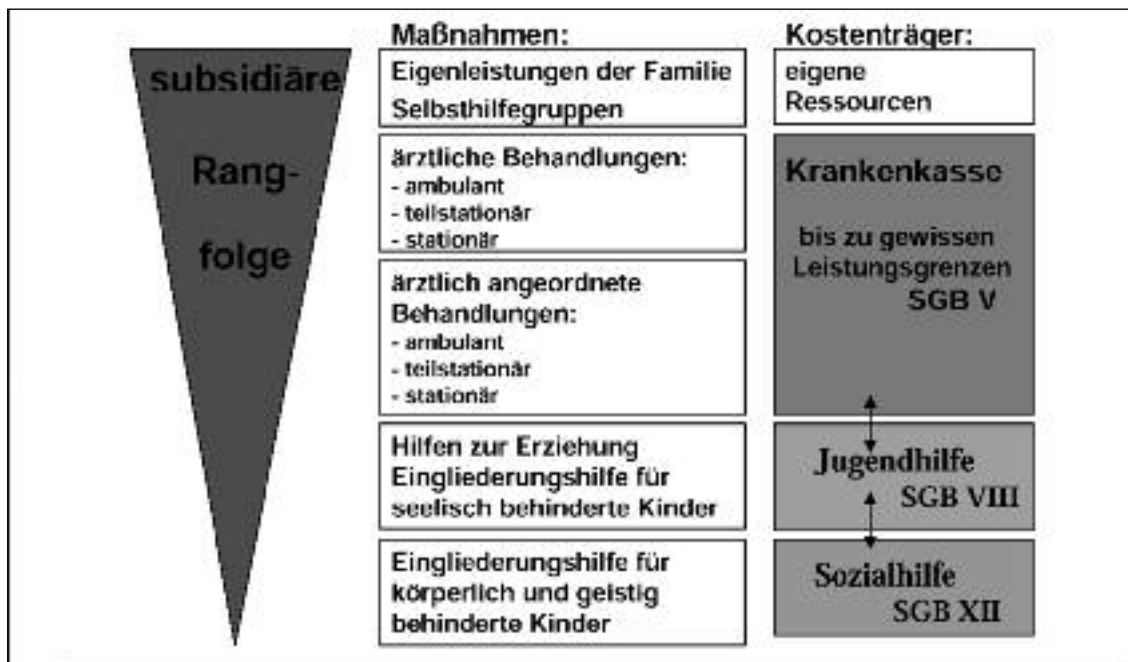 subsidiäre
Rang-
folge
Maßnahmen:
Eigenleistungen der Familie
Selbsthilfegruppen
ärztliche Behandlungen:
- ambulant
- teilstationär
- stationär
ärztlich angeordnete
Behandlungen:
- ambulant
- teilstationär
- stationär
Hilfen zur Erziehung
Eingliederungshilfe für
seelisch behinderte Kinder
Eingliederungshilfe für
körperlich und geistig
behinderte Kinder
Kostenträger:
eigene
Ressourcen
Krankenkasse
bis zu gewissen
Leistungsgrenzen
SGB V
Jugendhilfe
SGB VIII
Sozialhilfe
SGB XII